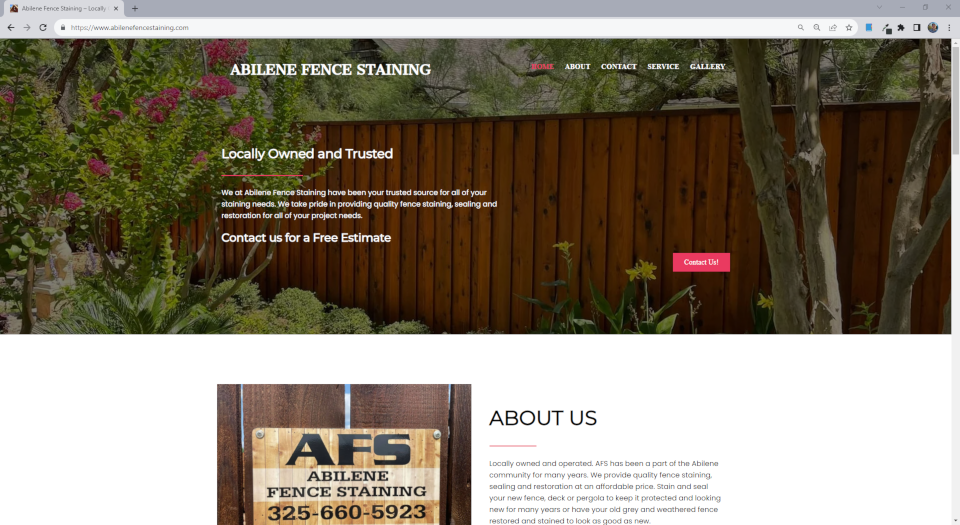 Abilene Fence Staining – Locally
https://www.abilenefencestaining.com
ABILENE FENCE STAINING
HOME ABOUT CONTACT SERVICE GALLERY
Locally Owned and Trusted
We at Abilene Fence Staining have been your trusted source for all of your
staining needs. We take pride in providing quality fence staining, sealing and
restoration for all of your project needs.
Contact us for a Free Estimate
Contact Us!
AFS
ABILENE
FENCE STAINING
325-660-5923
ABOUT US
Locally owned and operated. AFS has been a part of the Abilene
community for many years. We provide quality fence staining,
sealing and restoration at an affordable price. Stain and seal
your new fence, deck or pergola to keep it protected and looking
new for many years or have your old grey and weathered fence
restored and stained to look as good as new.